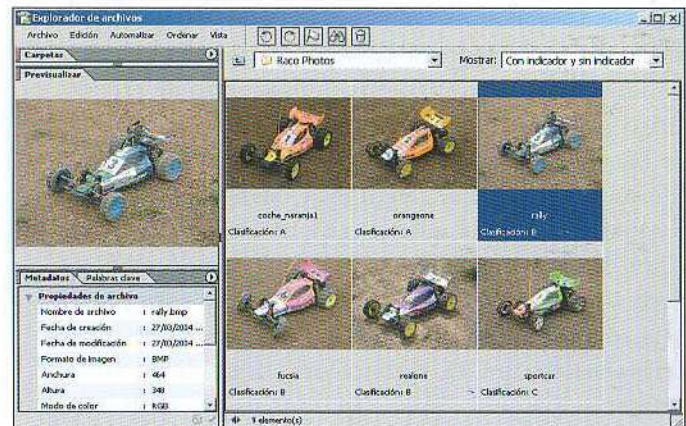 Explorador de archivos
Archivo Edición Automatizar Ordenar Vista
Carpetas
Raco Photos
Mostrar: Con indicador y sin indicador
Previsualizar
coche_naranja1 orangeone rally
Clasificación: A Clasificación: A Clasificación: B
Metadatos Palabras clave
Propiedades de archivo
Nombre de archivo : rally.bmp
Fecha de creación : 27/03/2014 ...
Fecha de modificación : 27/03/2014 ...
Formato de imagen : BMP
Anchura : 464
Altura : 348
Modo de color : RGB
fucsia realone sportcar
Clasificación: B Clasificación: B Clasificación: C
9 elemento(s)